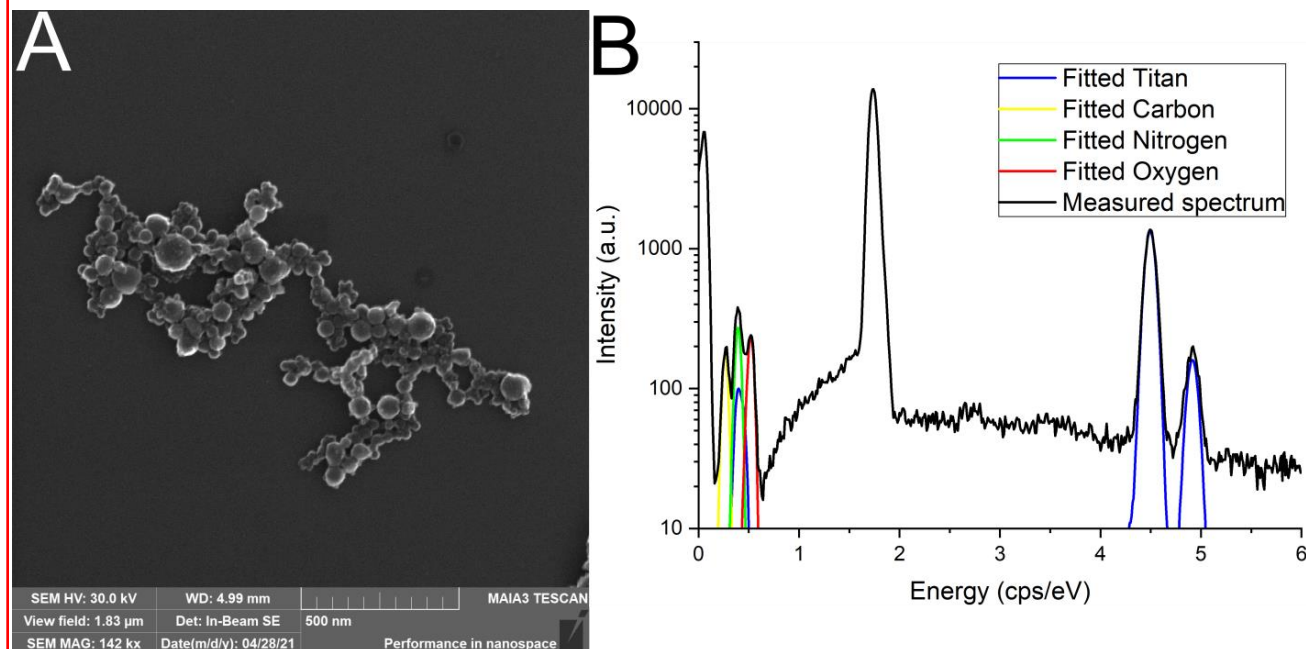 A
SEM HV: 30.0 kV WD: 4.99 mm MAIA3 TESCAN
View field: 1.83 µm Det: In-Beam SE 500 nm
SEM MAG: 142 kx Date(m/d/y): 04/28/21 Performance in nanospace
B
Fitted Titan
Fitted Carbon
Fitted Nitrogen
Fitted Oxygen
Measured spectrum
Intensity (a.u.)
10000
1000
100
10
0 1 2 3 4 5 6
Energy (cps/eV)